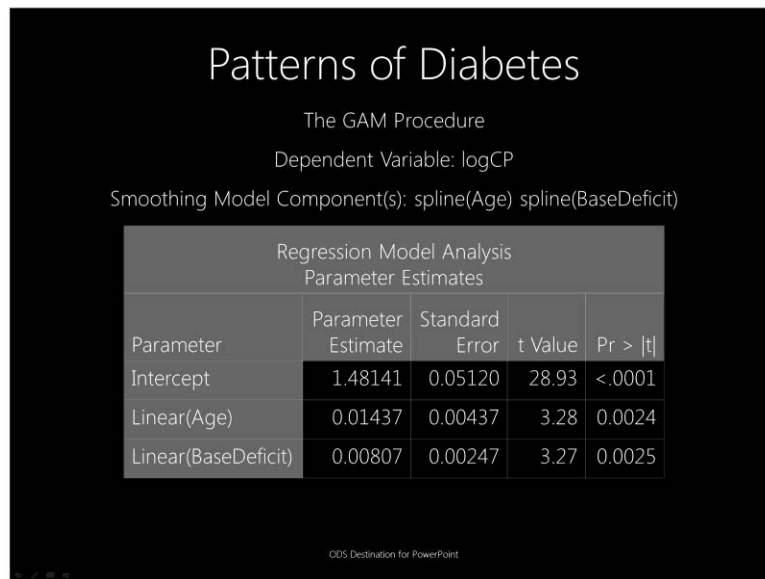 Patterns of Diabetes
The GAM Procedure
Dependent Variable: logCP
Smoothing Model Component(s): spline(Age) spline(BaseDeficit)
Regression Model Analysis
Parameter Estimates
Parameter Parameter Estimate Standard Error t Value Pr > |t|
Intercept 1.48141 0.05120 28.93 <.0001
Linear(Age) 0.01437 0.00437 3.28 0.0024
Linear(BaseDeficit) 0.00807 0.00247 3.27 0.0025
ODS Destination for PowerPoint